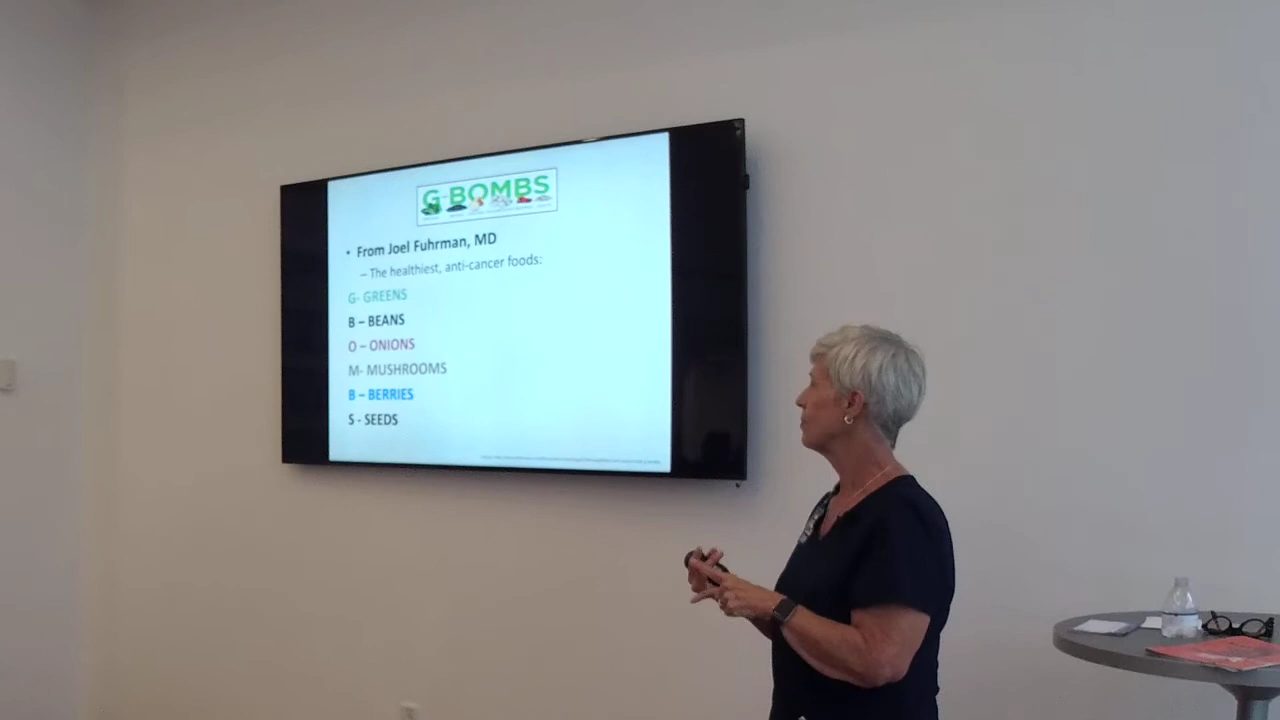 G-BOMBS
• From Joel Fuhrman, MD
– The healthiest, anti-cancer foods:
G- GREENS
B – BEANS
O – ONIONS
M- MUSHROOMS
B – BERRIES
S - SEEDS